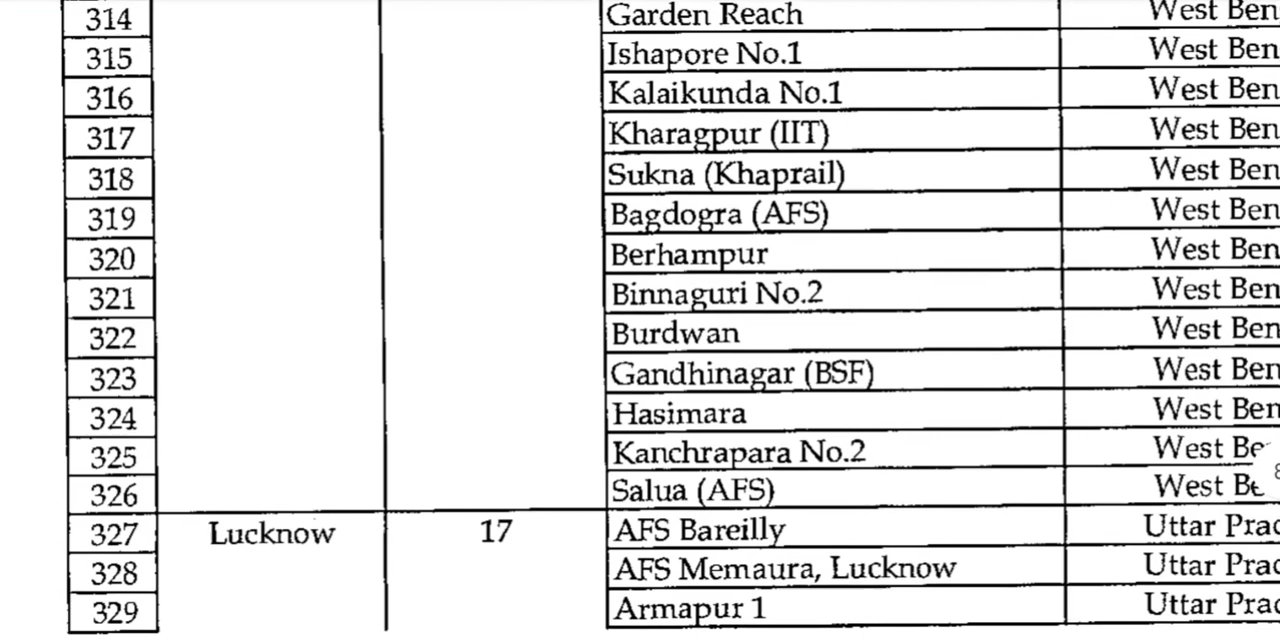 314 Garden Reach West Ben
315 Ishapore No.1 West Ben
316 Kalaikunda No.1 West Ben
317 Kharagpur (IIT) West Ben
318 Sukna (Khaprail) West Ben
319 Bagdogra (AFS) West Ben
320 Berhampur West Ben
321 Binnaguri No.2 West Ben
322 Burdwan West Ben
323 Gandhinagar (BSF) West Ben
324 Hasimara West Ben
325 Kanchrapara No.2 West Be
326 Salua (AFS) West Be
327 Lucknow 17 AFS Bareilly Uttar Prad
328 AFS Memaura, Lucknow Uttar Prad
329 Armapur 1 Uttar Prad